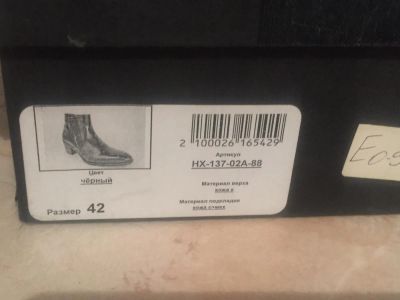 2 100026 165429
Артикул
HX-137-02A-88
Цвет
чёрный
Материал верха
кожа к
Материал подкладки
Размер 42